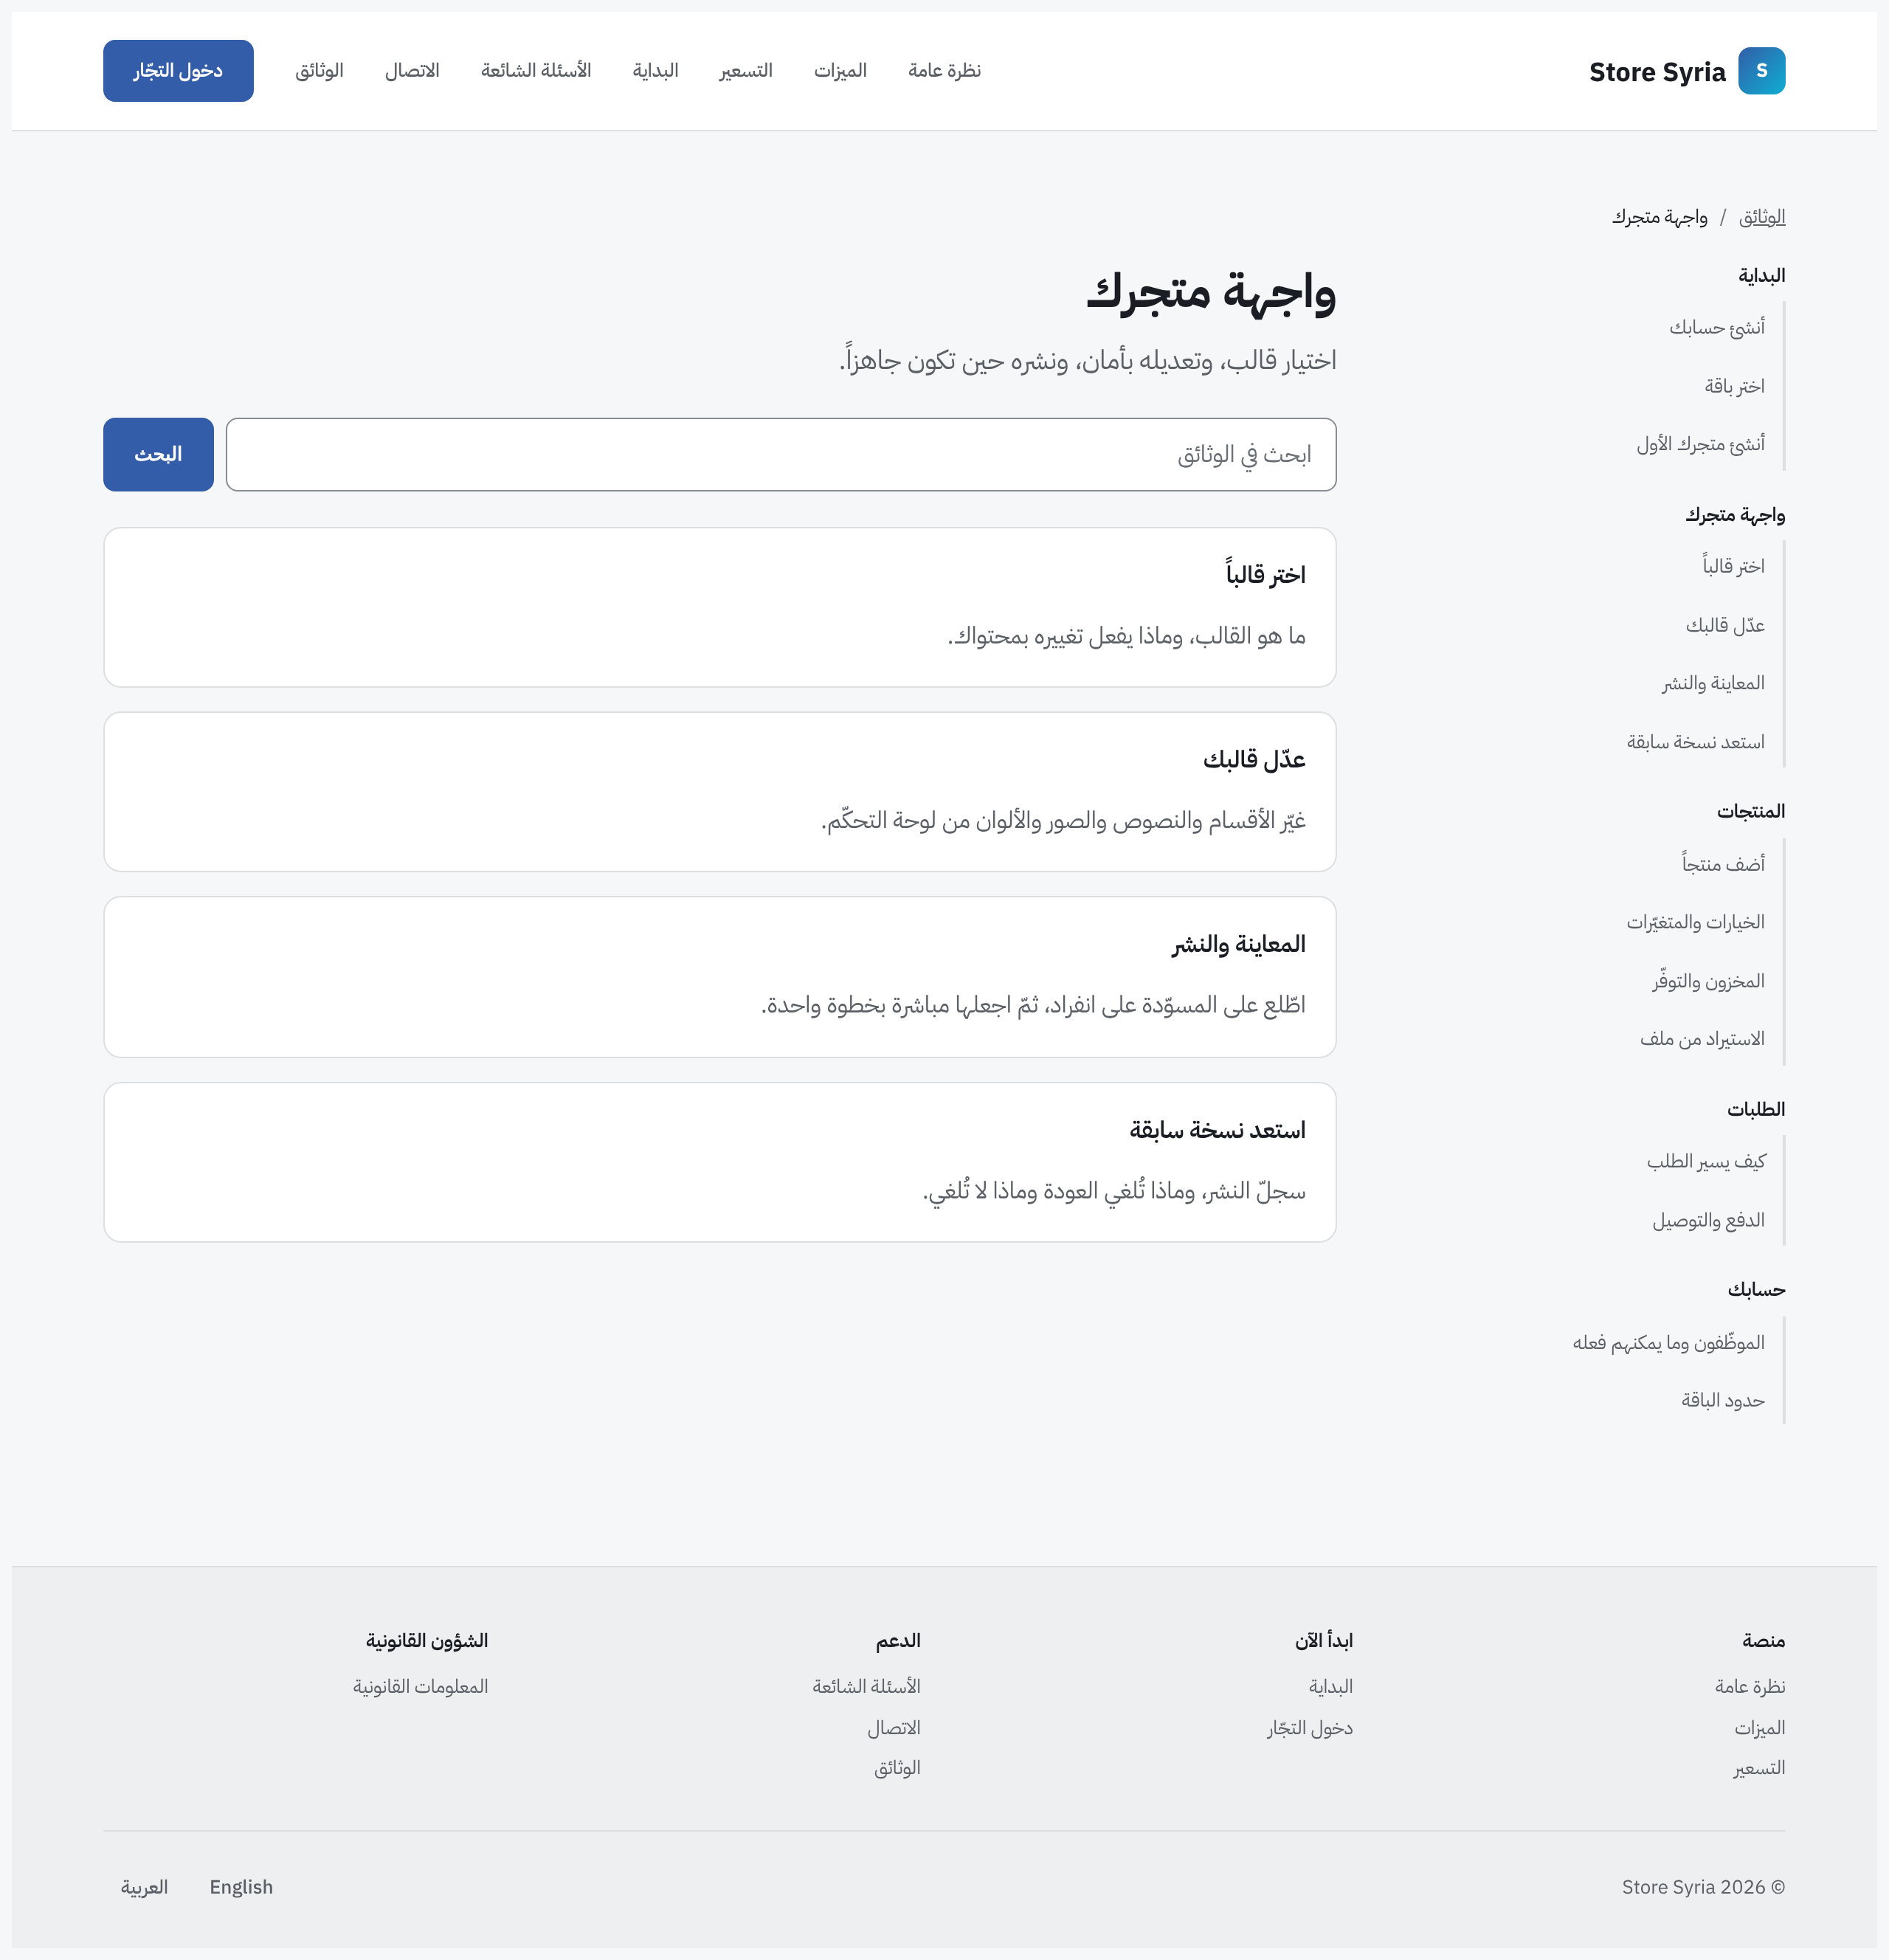 S
Store Syria
نظرة عامة
الميزات
التسعير
البداية
الأسئلة الشائعة
الاتصال
الوثائق
دخول التجّار
الوثائق / واجهة متجرك
البداية
أنشئ حسابك
اختر باقة
أنشئ متجرك الأول
واجهة متجرك
اختر قالباً
عدّل قالبك
المعاينة والنشر
استعد نسخة سابقة
المنتجات
أضف منتجاً
الخيارات والمتغيّرات
المخزون والتوفّر
الاستيراد من ملف
الطلبات
كيف يسير الطلب
الدفع والتوصيل
حسابك
الموظّفون وما يمكنهم فعله
حدود الباقة
واجهة متجرك
اختيار قالب، وتعديله بأمان، ونشره حين تكون جاهزاً.
ابحث في الوثائق
البحث
اختر قالباً
ما هو القالب، وماذا يفعل تغييره بمحتواك.
عدّل قالبك
غيّر الأقسام والنصوص والصور والألوان من لوحة التحكّم.
المعاينة والنشر
اطّلع على المسوّدة على انفراد، ثمّ اجعلها مباشرة بخطوة واحدة.
استعد نسخة سابقة
سجلّ النشر، وماذا تُلغي العودة وماذا لا تُلغي.
منصة
نظرة عامة
الميزات
التسعير
ابدأ الآن
البداية
دخول التجّار
الدعم
الأسئلة الشائعة
الاتصال
الوثائق
الشؤون القانونية
المعلومات القانونية
© 2026 Store Syria
English
العربية